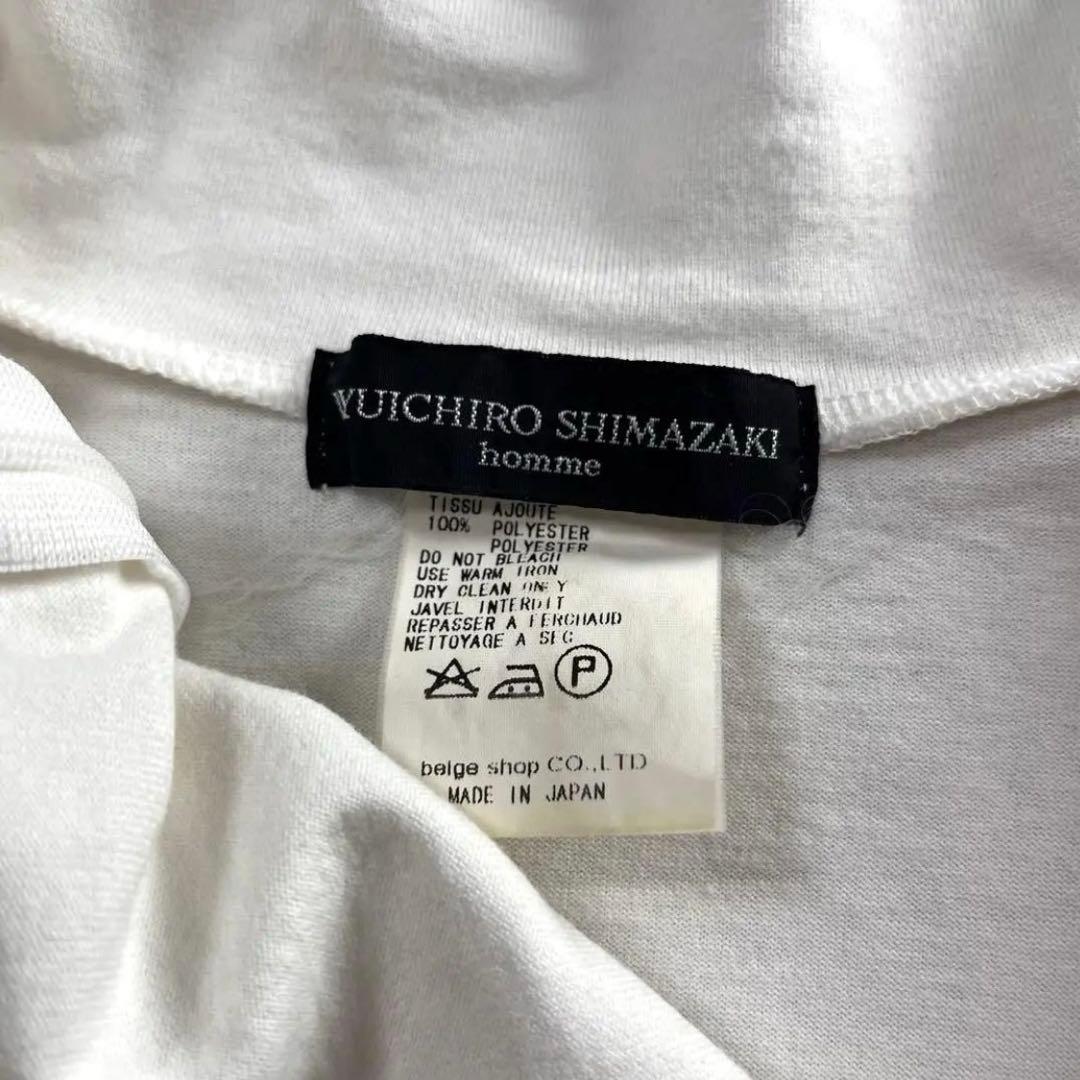 YUICHIRO SHIMAZAKI
homme
TISSU AJOUTE
100% POLYESTER
POLYESTER
DO NOT BLEACH
USE WARM IRON
DRY CLEAN ONLY
JAVEL INTERDIT
REPASSER A FERCHAUD
NETTOYAGE A SEC
P
beige shop CO.,LTD
MADE IN JAPAN